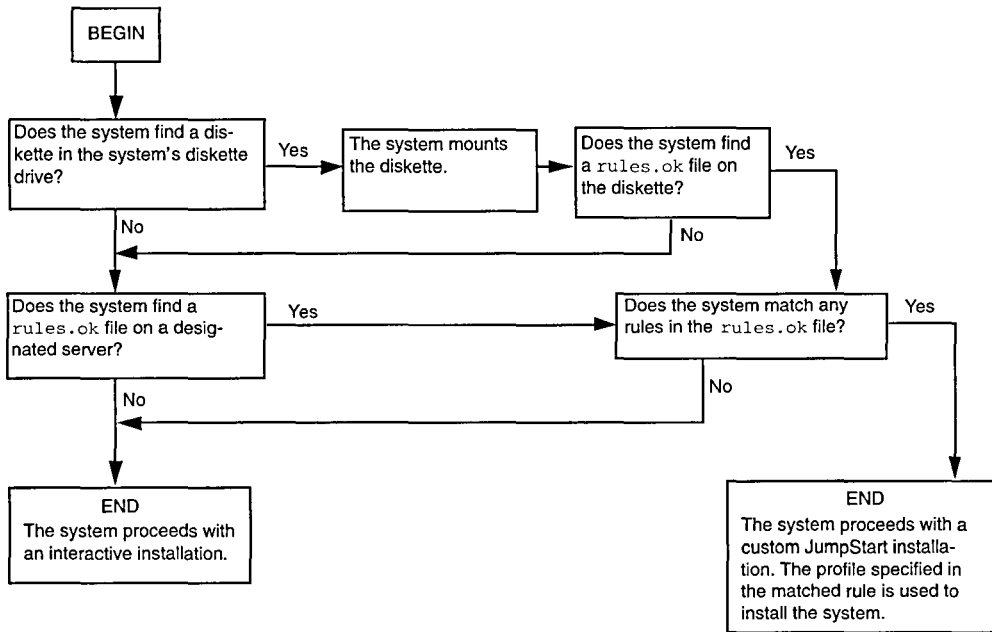 BEGIN
Does the system find a dis-
kette in the system's diskette
drive?
Yes
The system mounts
the diskette.
Does the system find
a rules.ok file on
the diskette?
Yes
No
No
Does the system find a
rules.ok file on a desig-
nated server?
Yes
Does the system match any
rules in the rules.ok file?
Yes
No
No
END
The system proceeds with
an interactive installation.
END
The system proceeds with a
custom JumpStart installa-
tion. The profile specified in
the matched rule is used to
install the system.